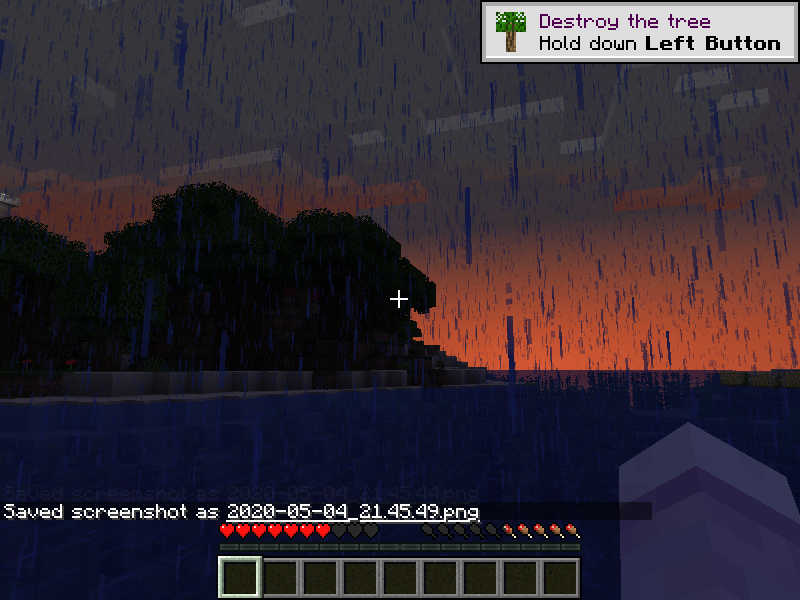 Destroy the tree
Hold down Left Button
Saved screenshot as 2020-05-04_21.45.49.png